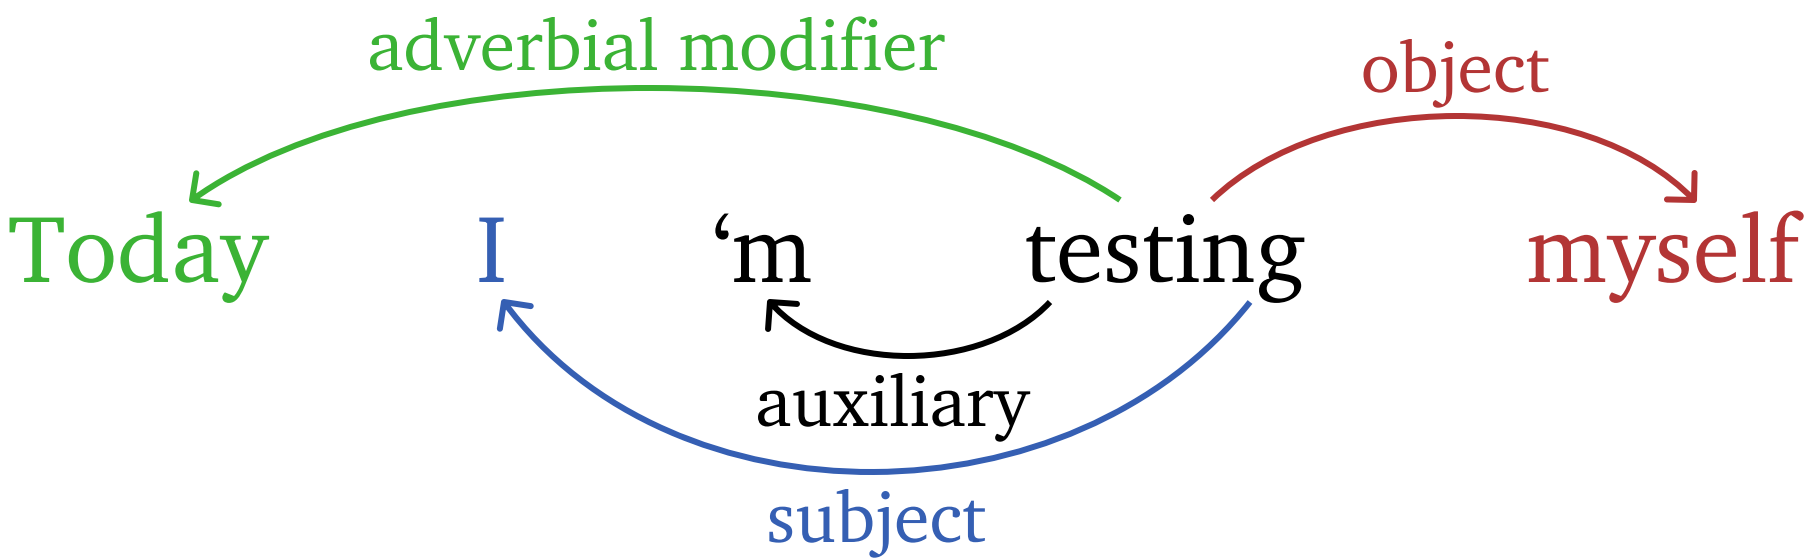 adverbial modifier
object
Today I ‘m testing myself
auxiliary
subject